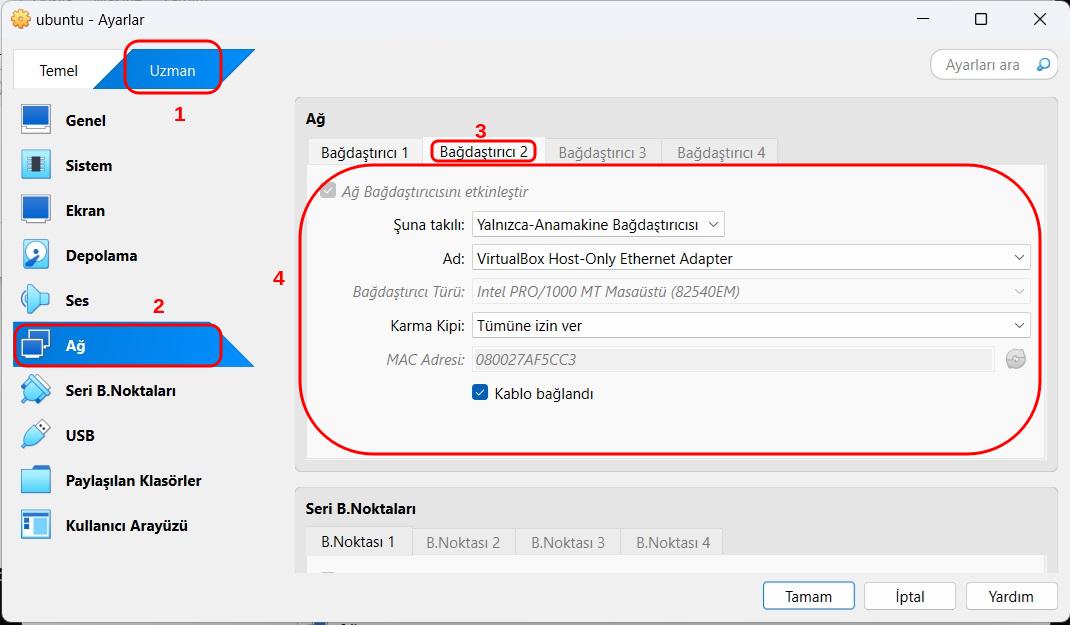 ubuntu - Ayarlar
Temel
Uzman
Ayarları ara
1
Genel
Sistem
Ekran
Depolama
Ses
2
Ağ
Seri B.Noktaları
USB
Paylaşılan Klasörler
Kullanıcı Arayüzü
Ağ
3
Bağdaştırıcı 1
Bağdaştırıcı 2
Bağdaştırıcı 3
Bağdaştırıcı 4
4
Ağ Bağdaştırıcısını etkinleştir
Şuna takılı: Yalnızca-Anamakine Bağdaştırıcısı
Ad: VirtualBox Host-Only Ethernet Adapter
Bağdaştırıcı Türü: Intel PRO/1000 MT Masaüstü (82540EM)
Karma Kipi: Tümüne izin ver
MAC Adresi: 080027AF5CC3
Kablo bağlandı
Seri B.Noktaları
B.Noktası 1
B.Noktası 2
B.Noktası 3
B.Noktası 4
Tamam
İptal
Yardım